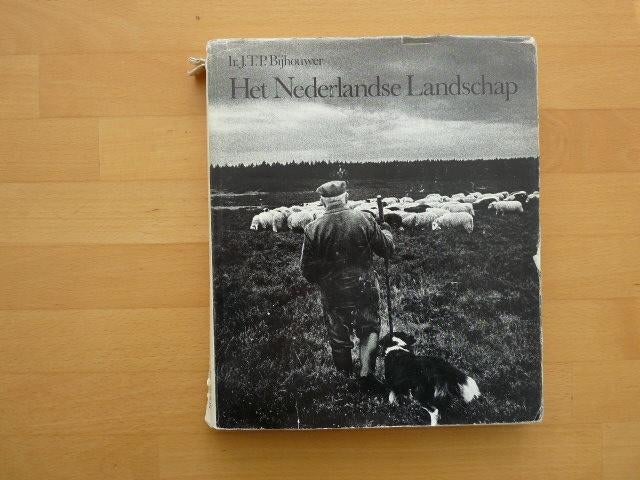 Ir. J.T.P. Bijhouwer
Het Nederlandse Landschap